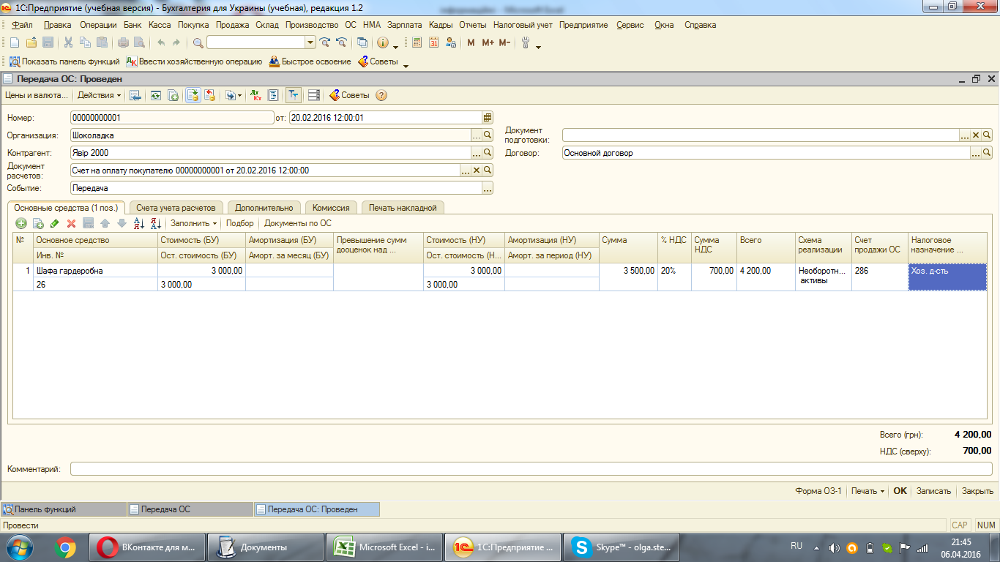 1С:Предприятие (учебная версия) - Бухгалтерия для Украины (учебная), редакция 1.2
Файл Правка Операции Банк Касса Покупка Продажа Склад Производство ОС НМА Зарплата Кадры Отчеты Налоговый учет Предприятие Сервис Окна Справка
M M+ M-
Показать панель функций Ввести хозяйственную операцию Быстрое освоение Советы
Передача ОС: Проведен
Цены и валюта... Действия Советы
Номер: 00000000001 от: 20.02.2016 12:00:01
Организация: Шоколадка
Документ подготовки:
Контрагент: Явір 2000
Договор: Основной договор
Документ расчетов: Счет на оплату покупателю 00000000001 от 20.02.2016 12:00:00
Событие: Передача
Основные средства (1 поз.) Счета учета расчетов Дополнительно Комиссия Печать накладной
Заполнить Подбор Документы по ОС
№ Основное средство Стоимость (БУ) Амортизация (БУ) Превышение сумм дооценок над ... Стоимость (НУ) Амортизация (НУ) Сумма % НДС Сумма НДС Всего Схема реализации Счет продажи ОС Налоговое назначение ...
Инв. № Ост. стоимость (БУ) Аморт. за месяц (БУ) Ост. стоимость (Н... Аморт. за период (НУ)
1 Шафа гардеробна 3 000,00 3 000,00 3 500,00 20% 700,00 4 200,00 Необоротн... активы 286 Хоз. д-сть
26 3 000,00 3 000,00
Всего (грн): 4 200,00
НДС (сверху): 700,00
Комментарий:
Форма ОЗ-1 Печать OK Записать Закрыть
Панель функций Передача ОС Передача ОС: Проведен
Провести CAP NUM
ВКонтакте для м... Документы Microsoft Excel - i... 1С:Предприятие ... Skype™ - olga.ste... RU 21:45
06.04.2016